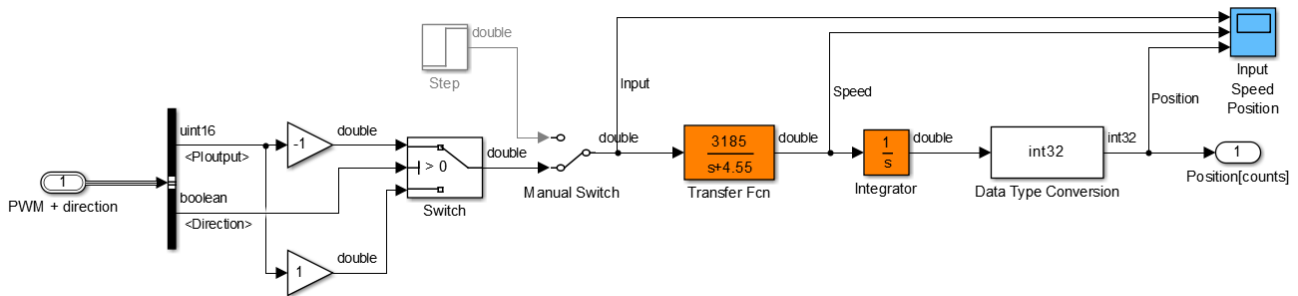 double
Step
Input
Speed
Position
Input
Speed
Position
uint16
<PIoutput>
-1
double
> 0
double
Switch
Manual Switch
double
3185
s+4.55
Transfer Fcn
double
1
s
Integrator
double
int32
Data Type Conversion
int32
1
Position[counts]
1
PWM + direction
boolean
<Direction>
1
double